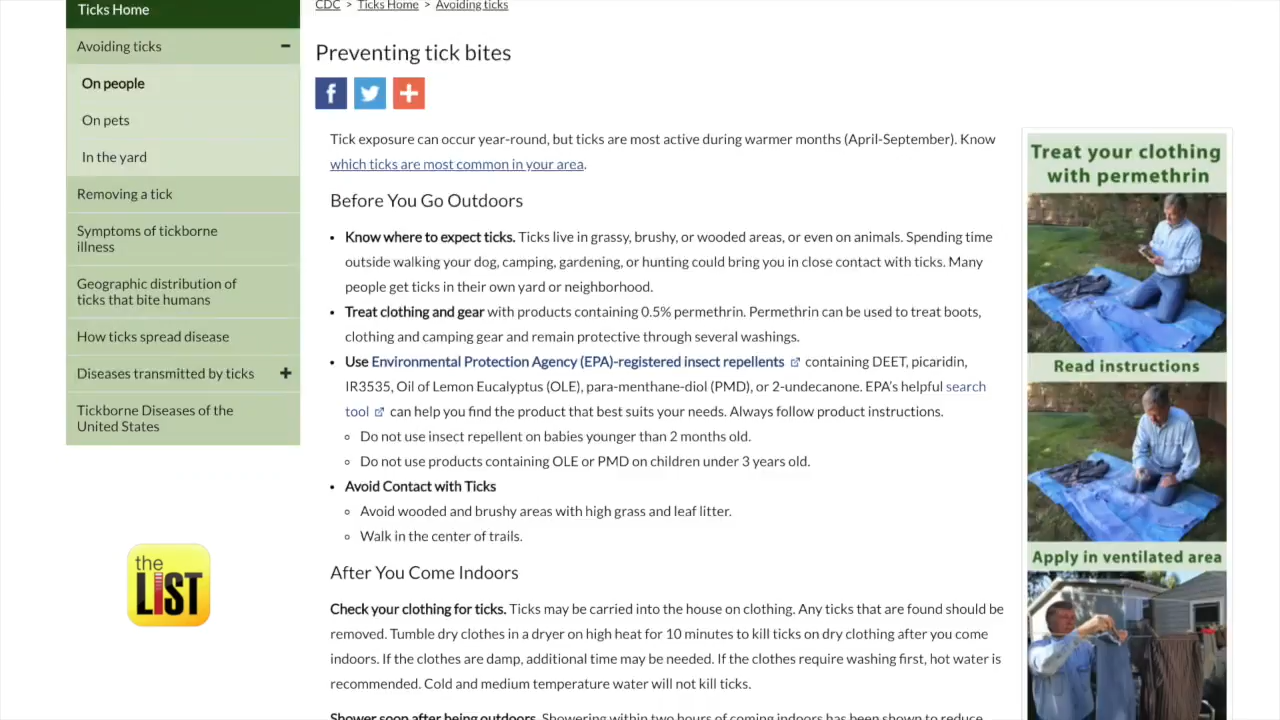 Ticks Home
Avoiding ticks
On people
On pets
In the yard
Removing a tick
Symptoms of tickborne
illness
Geographic distribution of
ticks that bite humans
How ticks spread disease
Diseases transmitted by ticks
Tickborne Diseases of the
United States
the
LIST
CDC > Ticks Home > Avoiding ticks
Preventing tick bites
Tick exposure can occur year-round, but ticks are most active during warmer months (April-September). Know
which ticks are most common in your area.
Before You Go Outdoors
• Know where to expect ticks. Ticks live in grassy, brushy, or wooded areas, or even on animals. Spending time
outside walking your dog, camping, gardening, or hunting could bring you in close contact with ticks. Many
people get ticks in their own yard or neighborhood.
• Treat clothing and gear with products containing 0.5% permethrin. Permethrin can be used to treat boots,
clothing and camping gear and remain protective through several washings.
• Use Environmental Protection Agency (EPA)-registered insect repellents containing DEET, picaridin,
IR3535, Oil of Lemon Eucalyptus (OLE), para-menthane-diol (PMD), or 2-undecanone. EPA's helpful search
tool can help you find the product that best suits your needs. Always follow product instructions.
◦ Do not use insect repellent on babies younger than 2 months old.
◦ Do not use products containing OLE or PMD on children under 3 years old.
• Avoid Contact with Ticks
◦ Avoid wooded and brushy areas with high grass and leaf litter.
◦ Walk in the center of trails.
After You Come Indoors
Check your clothing for ticks. Ticks may be carried into the house on clothing. Any ticks that are found should be
removed. Tumble dry clothes in a dryer on high heat for 10 minutes to kill ticks on dry clothing after you come
indoors. If the clothes are damp, additional time may be needed. If the clothes require washing first, hot water is
recommended. Cold and medium temperature water will not kill ticks.
Shower soon after being outdoors. Showering within two hours of coming indoors has been shown to reduce
Treat your clothing
with permethrin
Read instructions
Apply in ventilated area